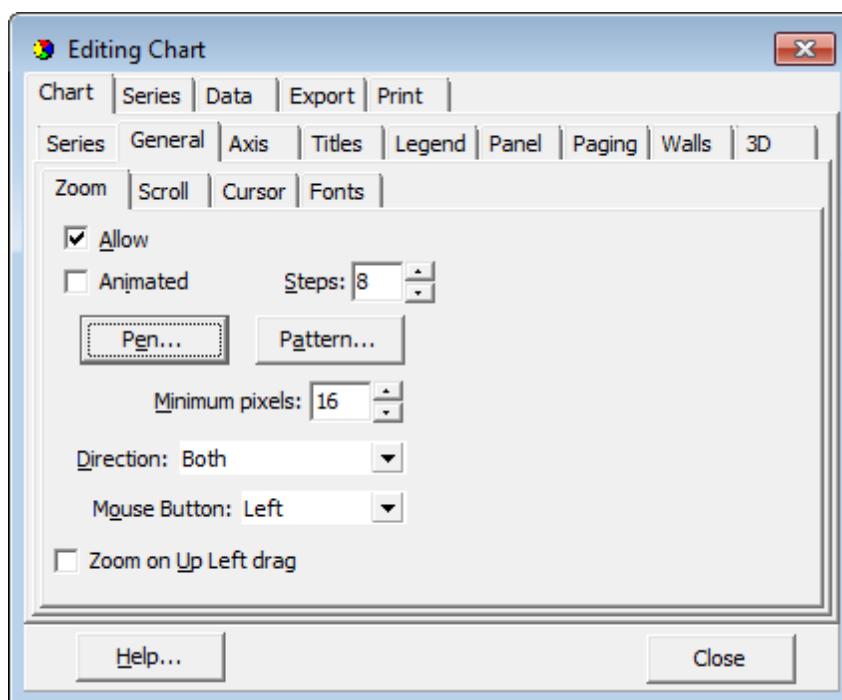 Editing Chart
Chart Series Data Export Print
Series General Axis Titles Legend Panel Paging Walls 3D
Zoom Scroll Cursor Fonts
Allow
Animated Steps: 8
Pen... Pattern...
Minimum pixels: 16
Direction: Both
Mouse Button: Left
Zoom on Up Left drag
Help... Close